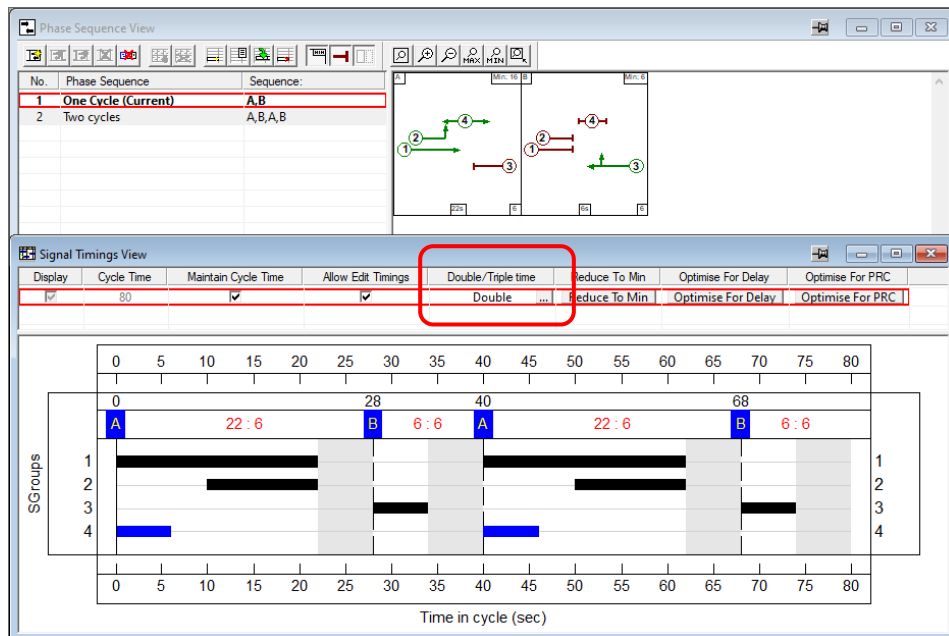 Phase Sequence View
MAX MIN
No. Phase Sequence Sequence:
1 One Cycle (Current) A,B
2 Two cycles A,B,A,B
A Min: 16 B Min: 6
4 4
2 2
1 1
3 3
22s 6 6s 6
Signal Timings View
Display Cycle Time Maintain Cycle Time Allow Edit Timings Double/Triple time Reduce To Min Optimise For Delay Optimise For PRC
80 Double ... Reduce To Min Optimise For Delay Optimise For PRC
0 5 10 15 20 25 30 35 40 45 50 55 60 65 70 75 80
0 28 40 68
A 22 : 6 B 6 : 6 A 22 : 6 B 6 : 6
SGroups
1 1
2 2
3 3
4 4
0 5 10 15 20 25 30 35 40 45 50 55 60 65 70 75 80
Time in cycle (sec)